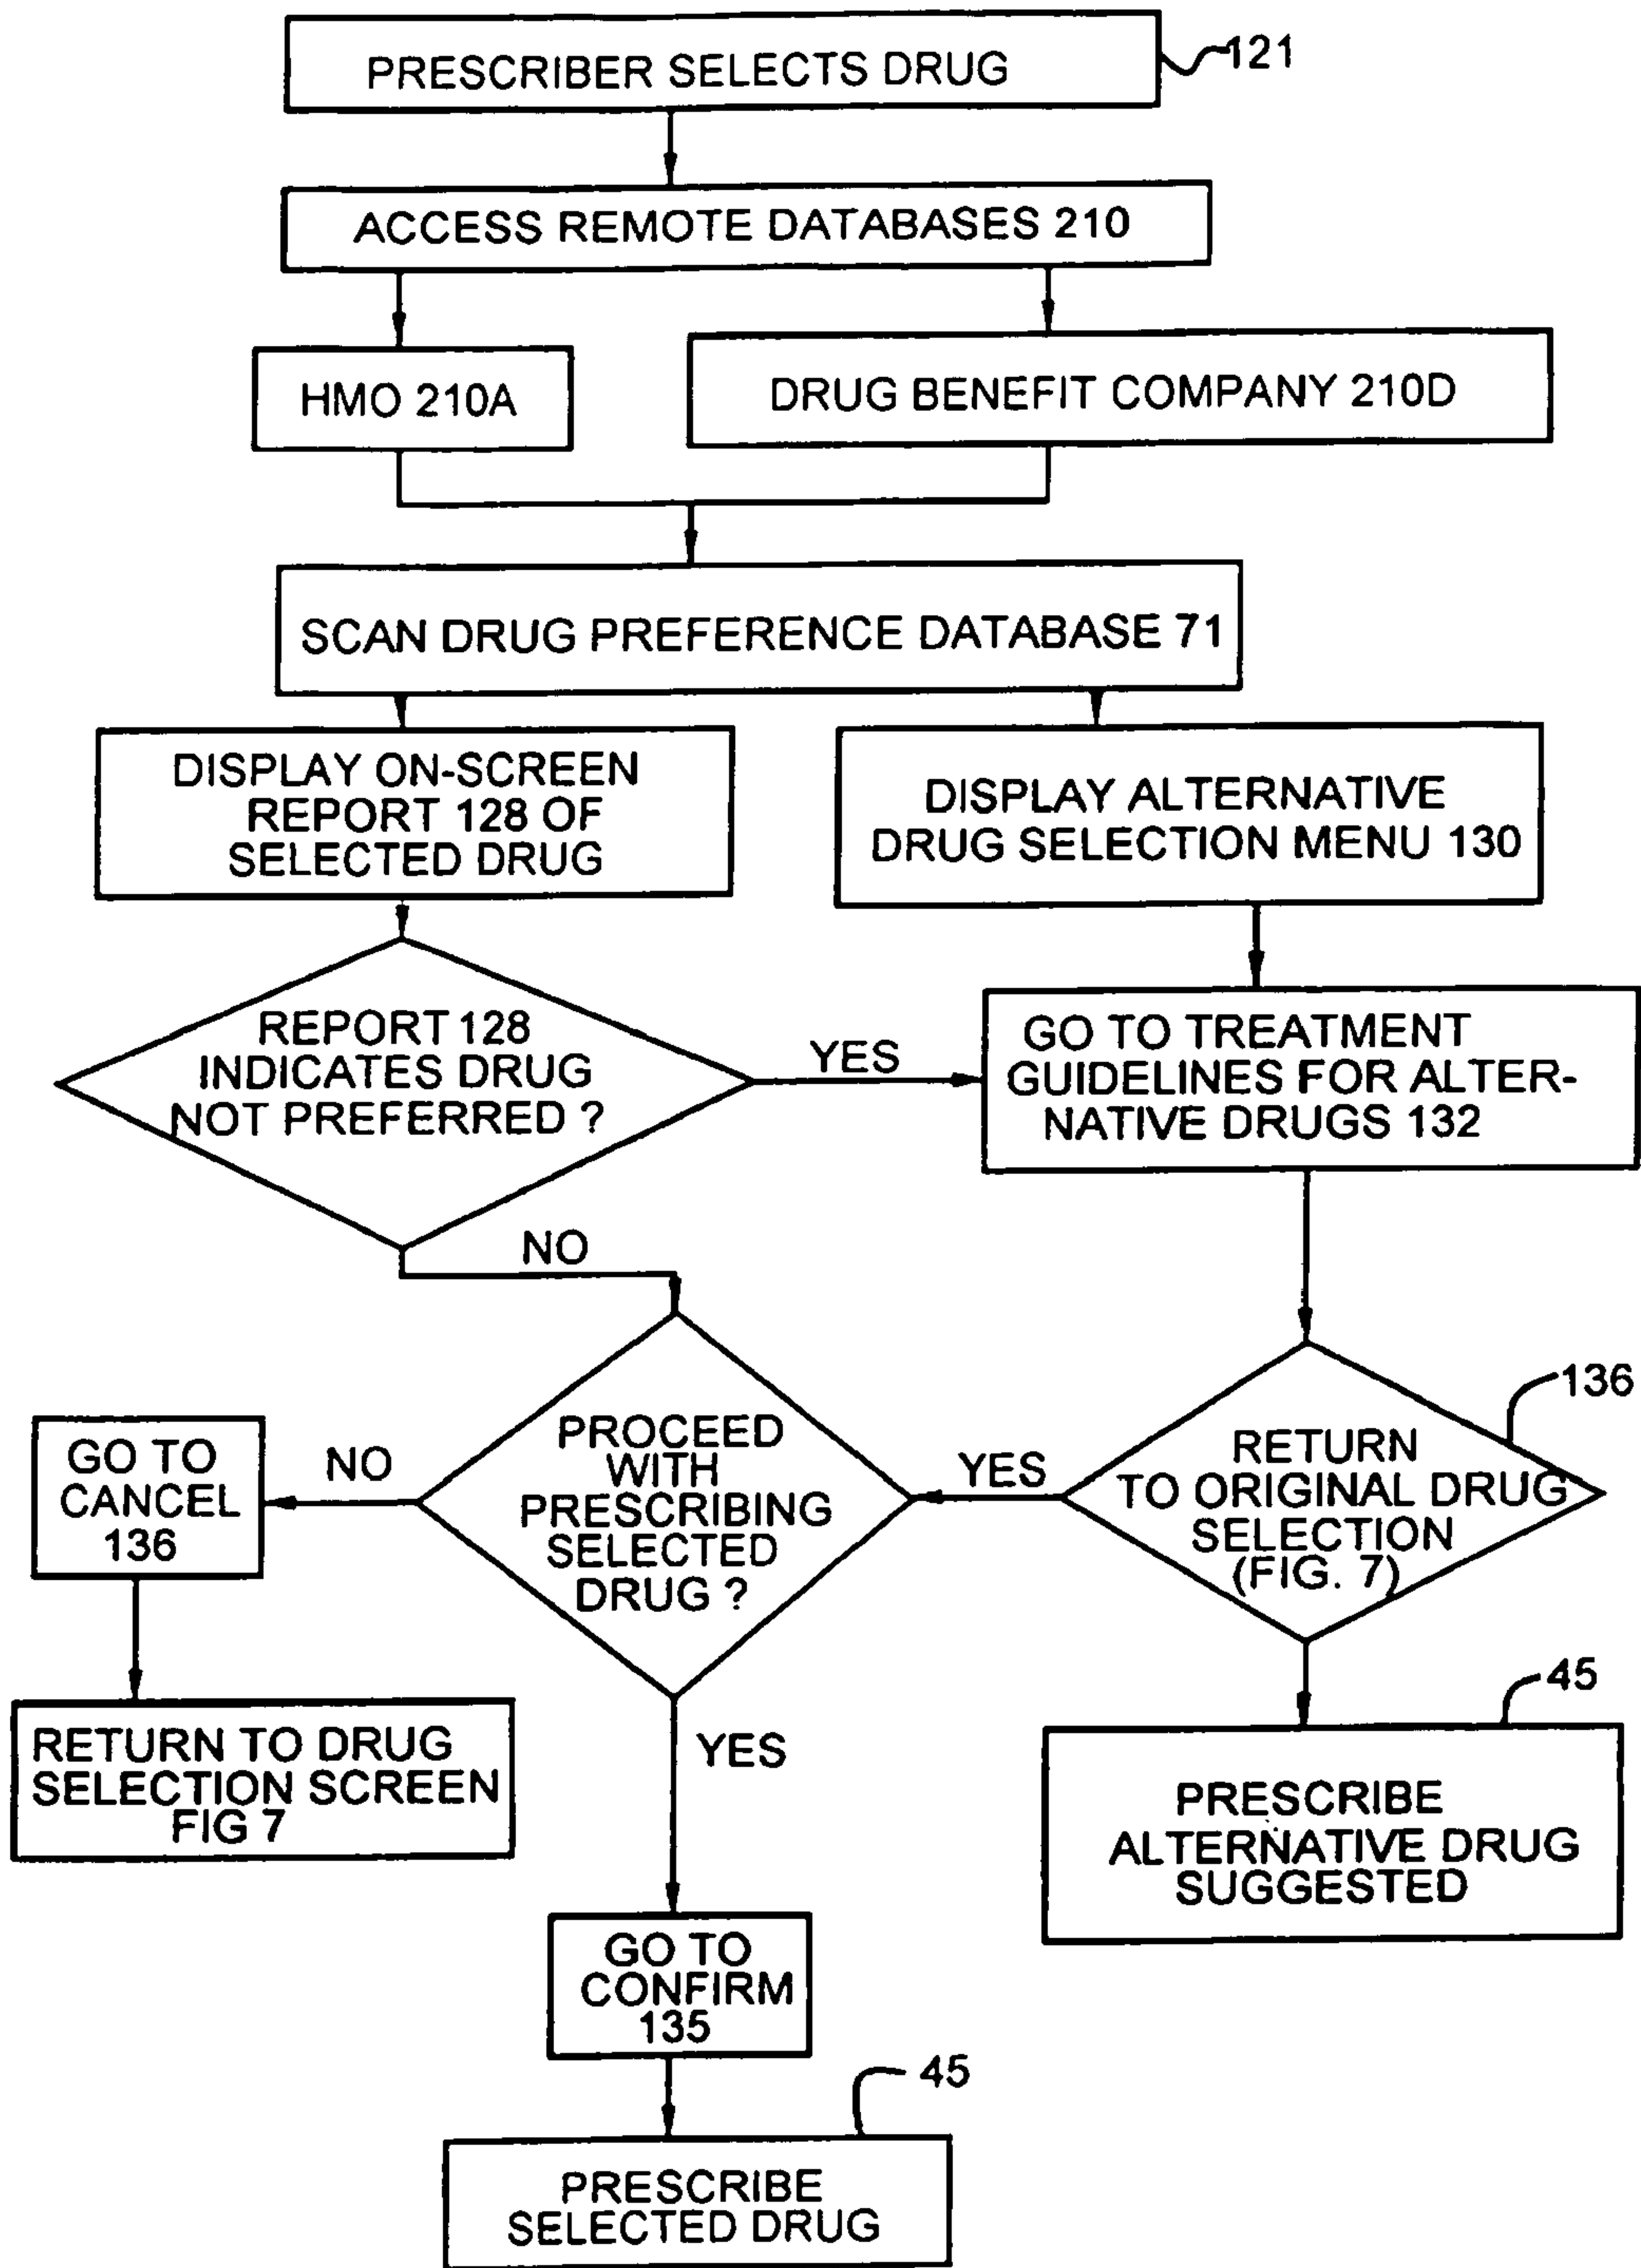 PRESCRIBER SELECTS DRUG
121
ACCESS REMOTE DATABASES 210
HMO 210A
DRUG BENEFIT COMPANY 210D
SCAN DRUG PREFERENCE DATABASE 71
DISPLAY ON-SCREEN
REPORT 128 OF
SELECTED DRUG
DISPLAY ALTERNATIVE
DRUG SELECTION MENU 130
REPORT 128
INDICATES DRUG
NOT PREFERRED ?
YES
GO TO TREATMENT
GUIDELINES FOR ALTER-
NATIVE DRUGS 132
NO
136
GO TO
CANCEL
136
NO
PROCEED
WITH
PRESCRIBING
SELECTED
DRUG ?
YES
RETURN
TO ORIGINAL DRUG
SELECTION
(FIG. 7)
RETURN TO DRUG
SELECTION SCREEN
FIG 7
YES
45
PRESCRIBE
ALTERNATIVE DRUG
SUGGESTED
GO TO
CONFIRM
135
45
PRESCRIBE
SELECTED DRUG